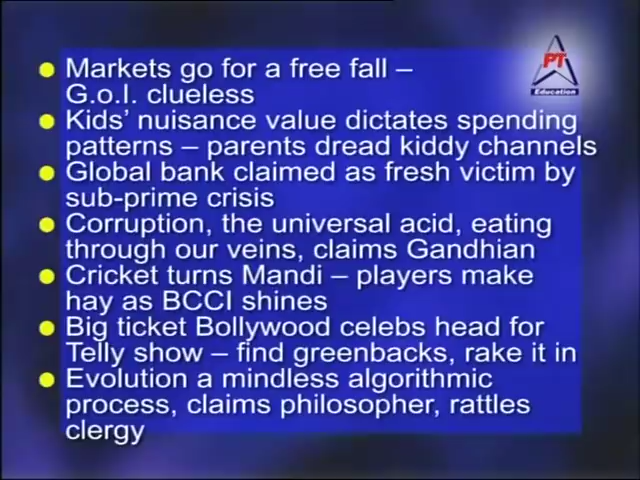 Markets go for a free fall –
G.o.I. clueless
Kids' nuisance value dictates spending
patterns – parents dread kiddy channels
Global bank claimed as fresh victim by
sub-prime crisis
Corruption, the universal acid, eating
through our veins, claims Gandhian
Cricket turns Mandi – players make
hay as BCCI shines
Big ticket Bollywood celebs head for
Telly show – find greenbacks, rake it in
Evolution a mindless algorithmic
process, claims philosopher, rattles
clergy
PT
Education